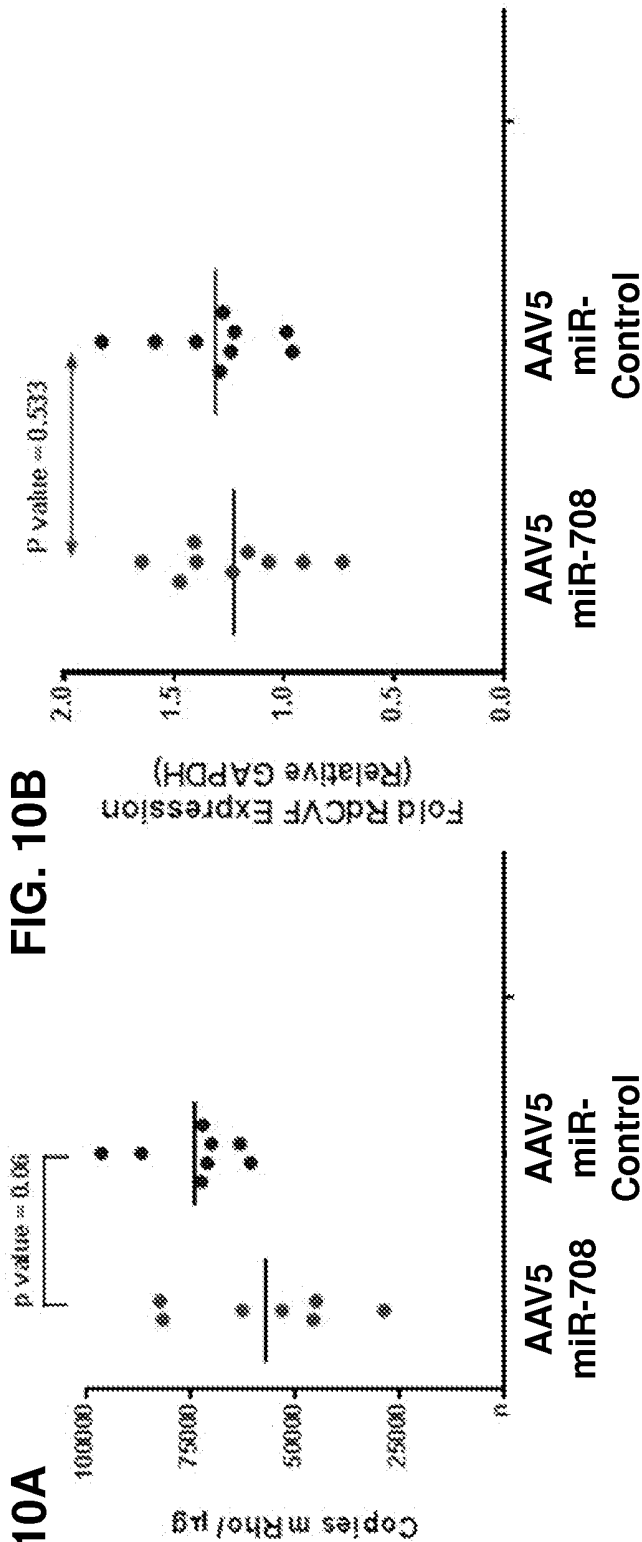 10A
p value = 0.06
Copies mRho/µg
100000
75000
50000
25000
AAV5
miR-708
AAV5
miR-
Control
FIG. 10B
P value = 0.533
Fold RdCVF Expression
(Relative GAPDH)
2.0
1.5
1.0
0.5
0.0
AAV5
miR-708
AAV5
miR-
Control